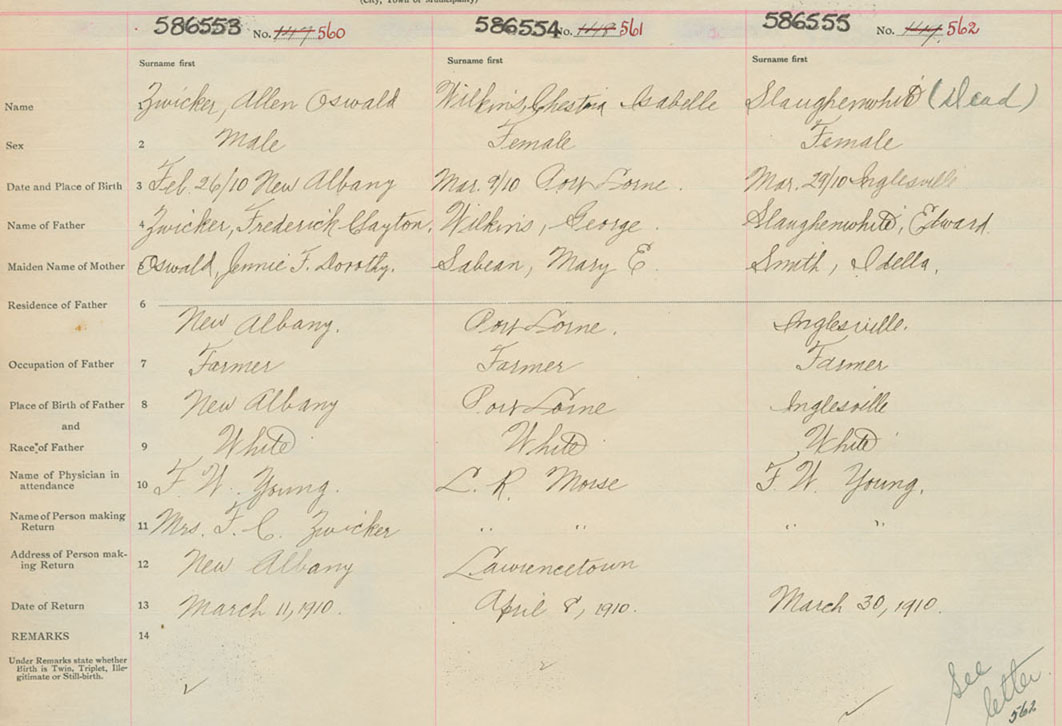 (City, Town or Municipality)
586553 No. 560 586554 No. 561 586555 No. 562
Surname first Surname first Surname first
Name 1 Zwicker, Allen Oswald Wilkins, Isabelle Slaughenwhite (Dead)
Sex 2 Male Female Female
Date and Place of Birth 3 Feb. 26/10 New Albany Mar. 9/10 Port Lorne. Mar. 29/10 Inglesville
Name of Father 4 Zwicker, Frederick Clayton. Wilkins, George. Slaughenwhite, Edward.
Maiden Name of Mother 5 Oswald, Jennie F. Dorothy. Sabean, Mary E. Smith, Idella.
Residence of Father 6
New Albany. Port Lorne. Inglesville.
Occupation of Father 7 Farmer Farmer Farmer
Place of Birth of Father 8 New Albany Port Lorne Inglesville
and
Race of Father 9 White White White
Name of Physician in
attendance 10 F. W. Young. L. R. Morse F. W. Young.
Name of Person making
Return 11 Mrs. F. C. Zwicker " " " "
Address of Person mak-
ing Return 12 New Albany Lawrencetown
Date of Return 13 March 11, 1910. April 8, 1910. March 30, 1910.
REMARKS 14
Under Remarks state whether
Birth is Twin, Triplet, Ille-
gitimate or Still-birth.
See
letter
562